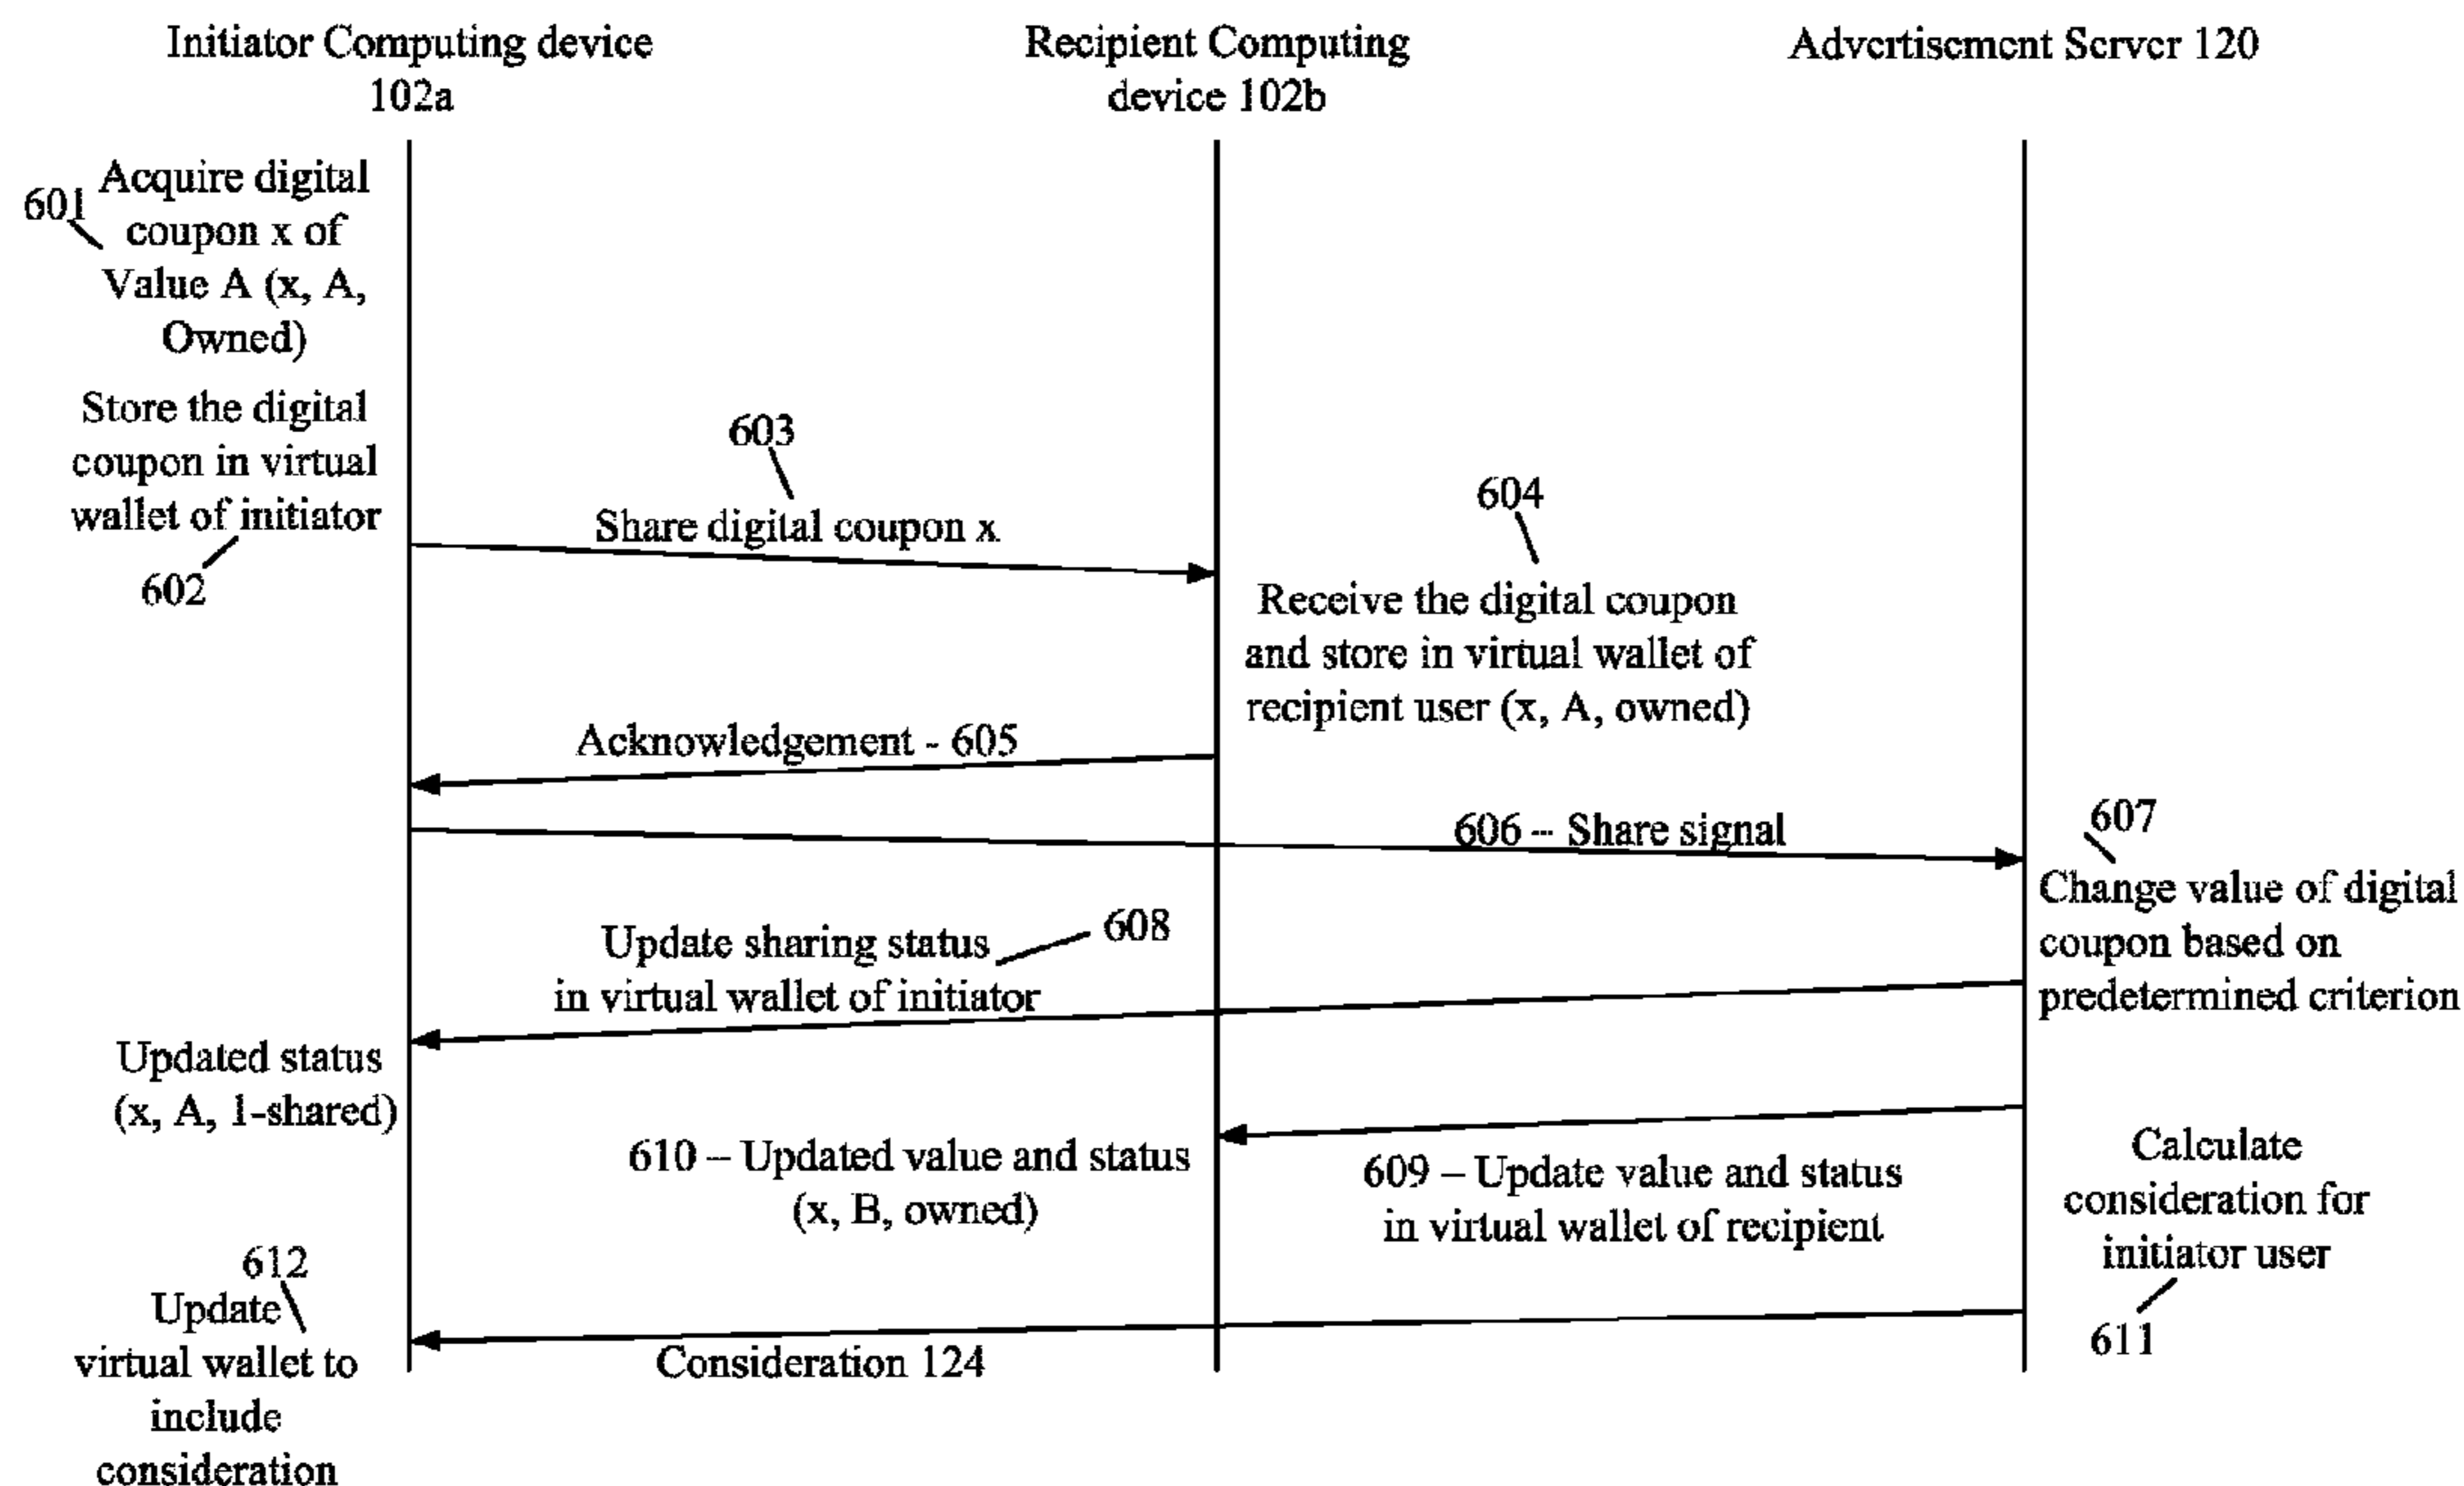 Initiator Computing device
102a
Recipient Computing
device 102b
Advertisement Server 120
601
Acquire digital
coupon x of
Value A (x, A,
Owned)
Store the digital
coupon in virtual
wallet of initiator
602
603
Share digital coupon x
604
Receive the digital coupon
and store in virtual wallet of
recipient user (x, A, owned)
Acknowledgement - 605
606 – Share signal
607
Change value of digital
coupon based on
predetermined criterion
608
Update sharing status
in virtual wallet of initiator
Updated status
(x, A, 1-shared)
610 – Updated value and status
(x, B, owned)
609 – Update value and status
in virtual wallet of recipient
Calculate
consideration for
initiator user
611
612
Update
virtual wallet to
include
consideration
Consideration 124